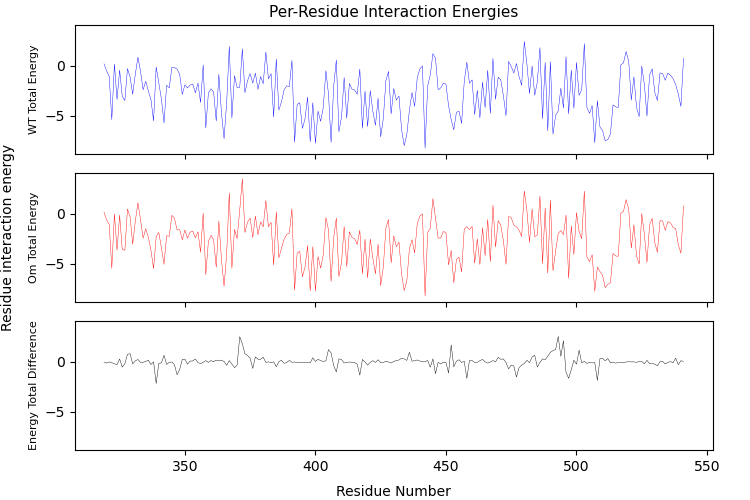 Per-Residue Interaction Energies
Residue interaction energy
WT Total Energy
0
−5
Om Total Energy
0
−5
Energy Total Difference
0
−5
350
400
450
500
550
Residue Number